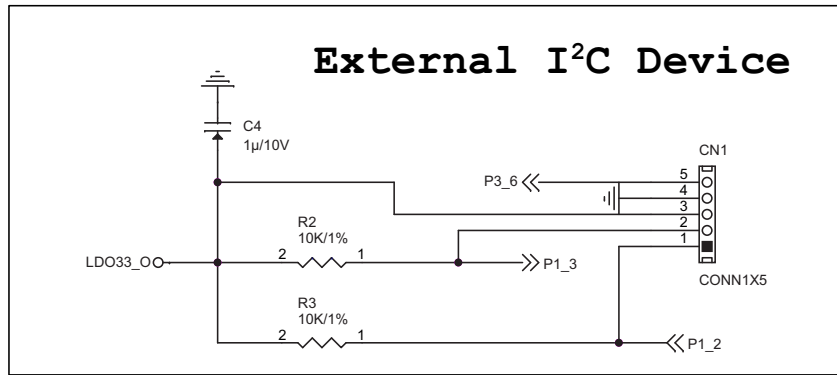 External I²C Device
C4
1µ/10V
CN1
P3_6
5
4
3
2
1
R2
10K/1%
2
1
LDO33_O
P1_3
CONN1X5
R3
10K/1%
2
1
P1_2